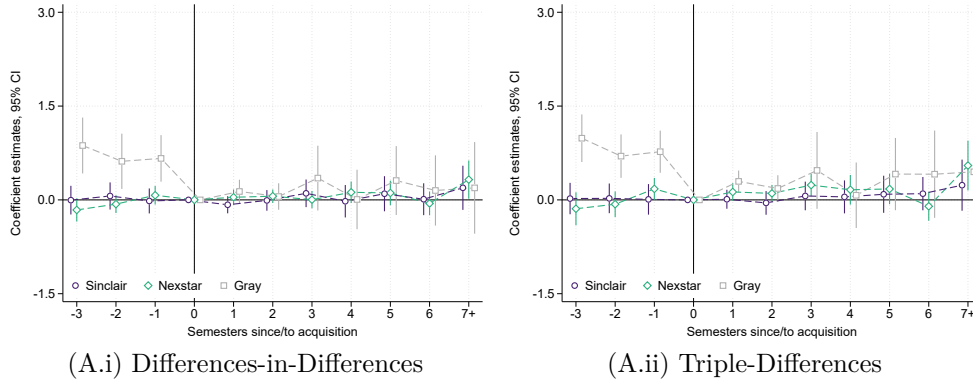 Coefficient estimates, 95% CI
3.0
1.5
0.0
-1.5
Sinclair Nexstar Gray
-3 -2 -1 0 1 2 3 4 5 6 7+
Semesters since/to acquisition
(A.i) Differences-in-Differences
Coefficient estimates, 95% CI
3.0
1.5
0.0
-1.5
Sinclair Nexstar Gray
-3 -2 -1 0 1 2 3 4 5 6 7+
Semesters since/to acquisition
(A.ii) Triple-Differences